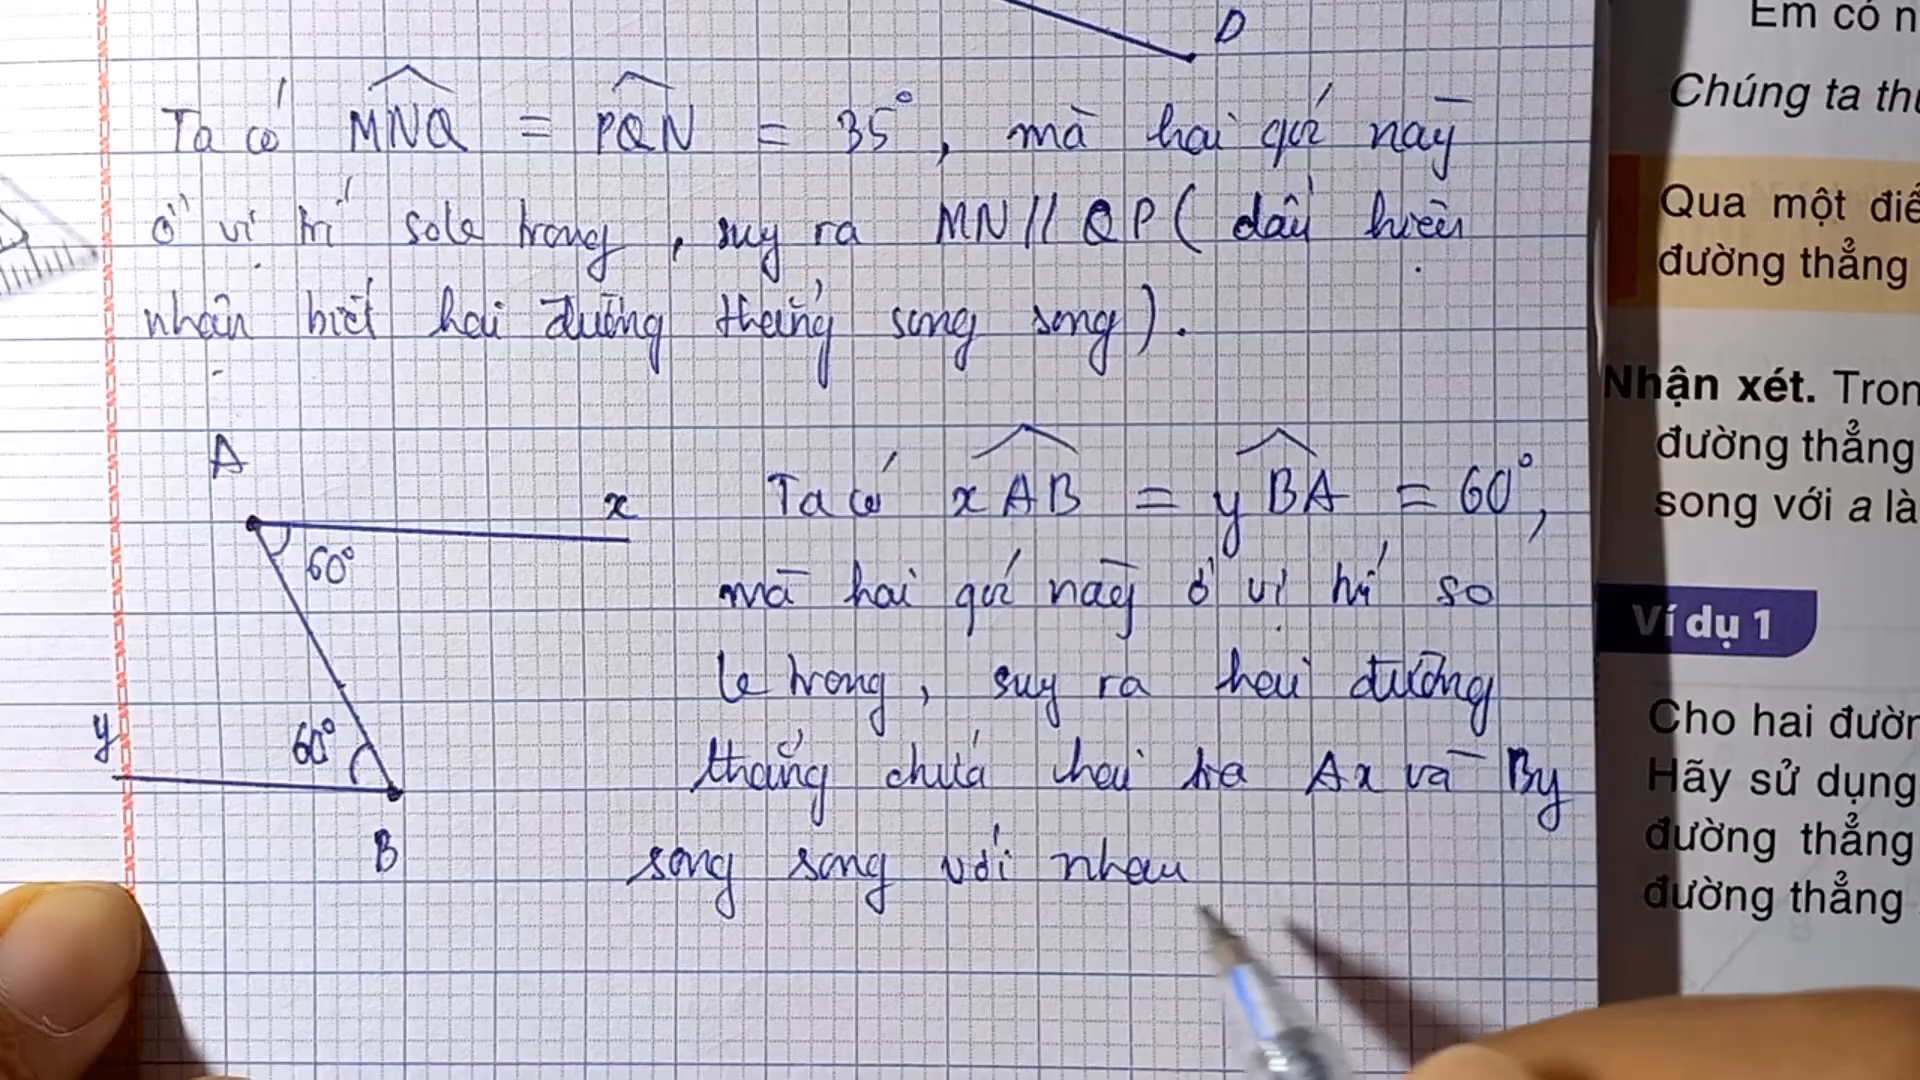 D
Ta có MNQ = PQN = 35°, mà hai góc này
ở vị trí so le trong, suy ra MN // QP (dấu hiệu
nhận biết hai đường thẳng song song).
A
x
60°
y
60°
B
Ta có xAB = yBA = 60°,
mà hai góc này ở vị trí so
le trong, suy ra hai đường
thẳng chứa hai tia Ax và By
song song với nhau
Em có n
Chúng ta th
Qua một điể
đường thẳng
Nhận xét. Tron
đường thẳng
song với a là
Ví dụ 1
Cho hai đườn
Hãy sử dụng
đường thẳng
đường thẳng